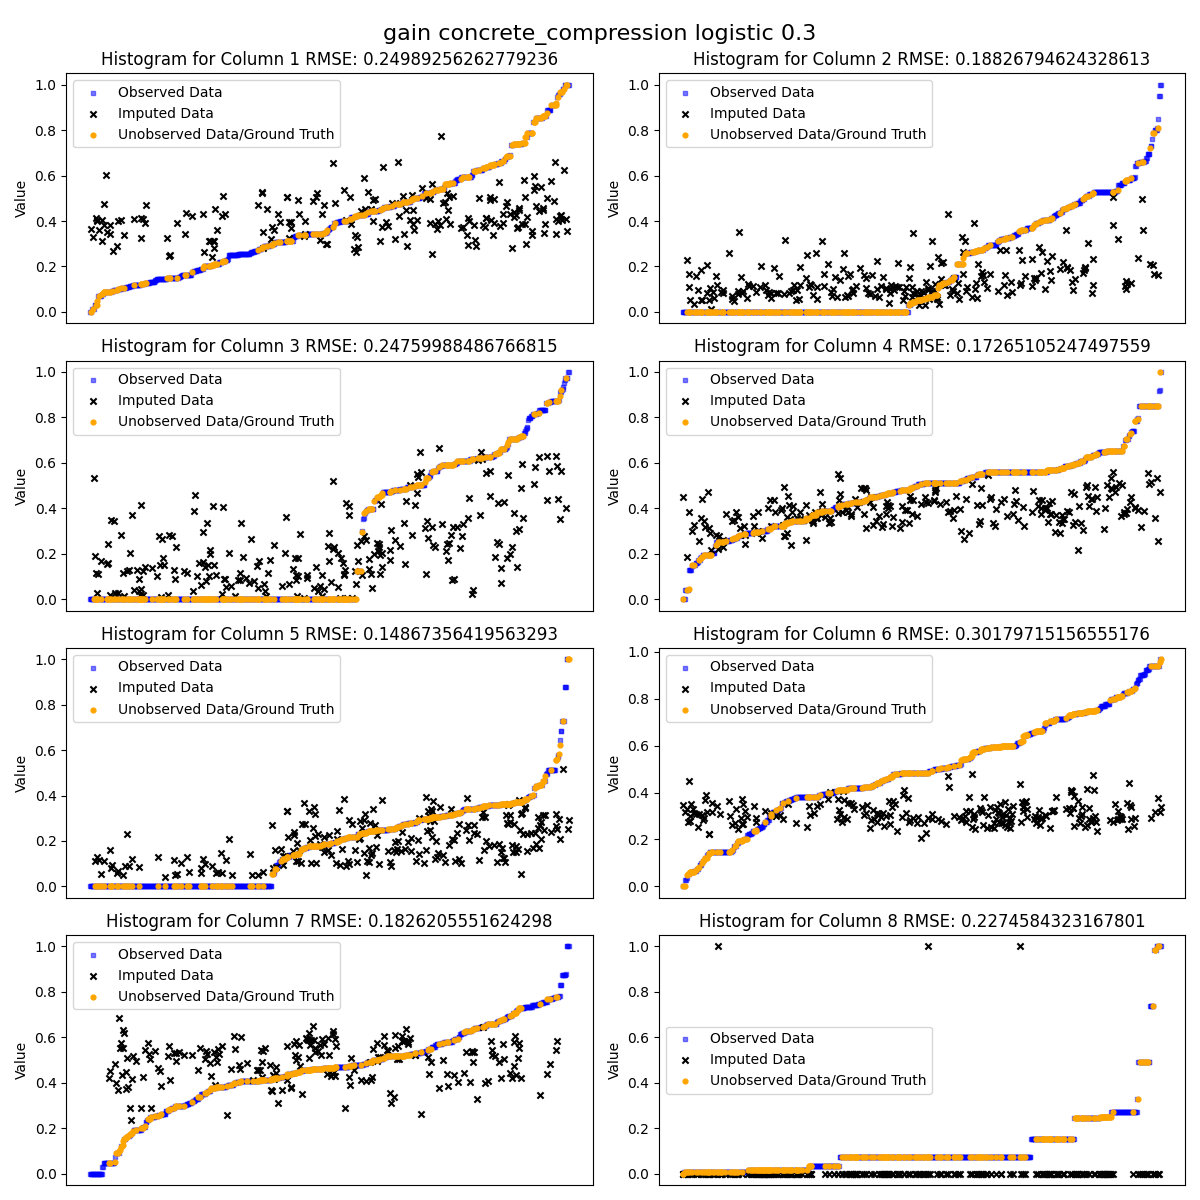 gain concrete_compression logistic 0.3
Histogram for Column 1 RMSE: 0.24989256262779236
Value
1.0
0.8
0.6
0.4
0.2
0.0
Observed Data
Imputed Data
Unobserved Data/Ground Truth
Histogram for Column 2 RMSE: 0.18826794624328613
Value
1.0
0.8
0.6
0.4
0.2
0.0
Observed Data
Imputed Data
Unobserved Data/Ground Truth
Histogram for Column 3 RMSE: 0.24759988486766815
Value
1.0
0.8
0.6
0.4
0.2
0.0
Observed Data
Imputed Data
Unobserved Data/Ground Truth
Histogram for Column 4 RMSE: 0.17265105247497559
Value
1.0
0.8
0.6
0.4
0.2
0.0
Observed Data
Imputed Data
Unobserved Data/Ground Truth
Histogram for Column 5 RMSE: 0.14867356419563293
Value
1.0
0.8
0.6
0.4
0.2
0.0
Observed Data
Imputed Data
Unobserved Data/Ground Truth
Histogram for Column 6 RMSE: 0.30179715156555176
Value
1.0
0.8
0.6
0.4
0.2
0.0
Observed Data
Imputed Data
Unobserved Data/Ground Truth
Histogram for Column 7 RMSE: 0.1826205551624298
Value
1.0
0.8
0.6
0.4
0.2
0.0
Observed Data
Imputed Data
Unobserved Data/Ground Truth
Histogram for Column 8 RMSE: 0.2274584323167801
Value
1.0
0.8
0.6
0.4
0.2
0.0
Observed Data
Imputed Data
Unobserved Data/Ground Truth